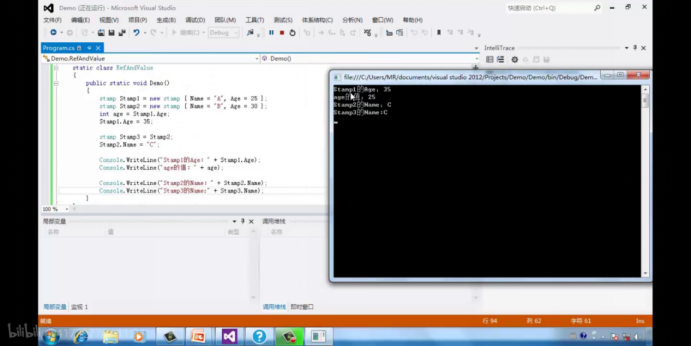 Demo (正在运行) - Microsoft Visual Studio
快速启动 (Ctrl+Q)
文件(F) 编辑(E) 视图(V) 项目(P) 生成(B) 调试(D) 团队(M) 工具(T) 测试(S) 体系结构(C) 分析(N) 窗口(W) 帮助(H)
继续(C) Debug
Program.cs
IntelliTrace
Demo.RefAndValue
Demo()
static class RefAndValue
{
public static void Demo()
{
stamp Stamp1 = new stamp { Name = "A", Age = 25 };
stamp Stamp2 = new stamp { Name = "B", Age = 30 };
int age = Stamp1.Age;
Stamp1.Age = 35;
stamp Stamp3 = Stamp2;
Stamp2.Name = "C";
Console.WriteLine("Stamp1的Age: " + Stamp1.Age);
Console.WriteLine("age的值: " + age);
Console.WriteLine("Stamp2的Name: " + Stamp2.Name);
Console.WriteLine("Stamp3的Name:" + Stamp3.Name);
}
file:///C:/Users/MR/documents/visual studio 2012/Projects/Demo/Demo/bin/Debug/Dem...
Stamp1的Age: 35
age的值: 25
Stamp2的Name: C
Stamp3的Name:C
100 %
局部变量
名称 值 类型
调用堆栈
名称
局部变量 监视 1
调用堆栈 即时窗口
就绪
行 94 列 62 字符 61 Ins
bilibili